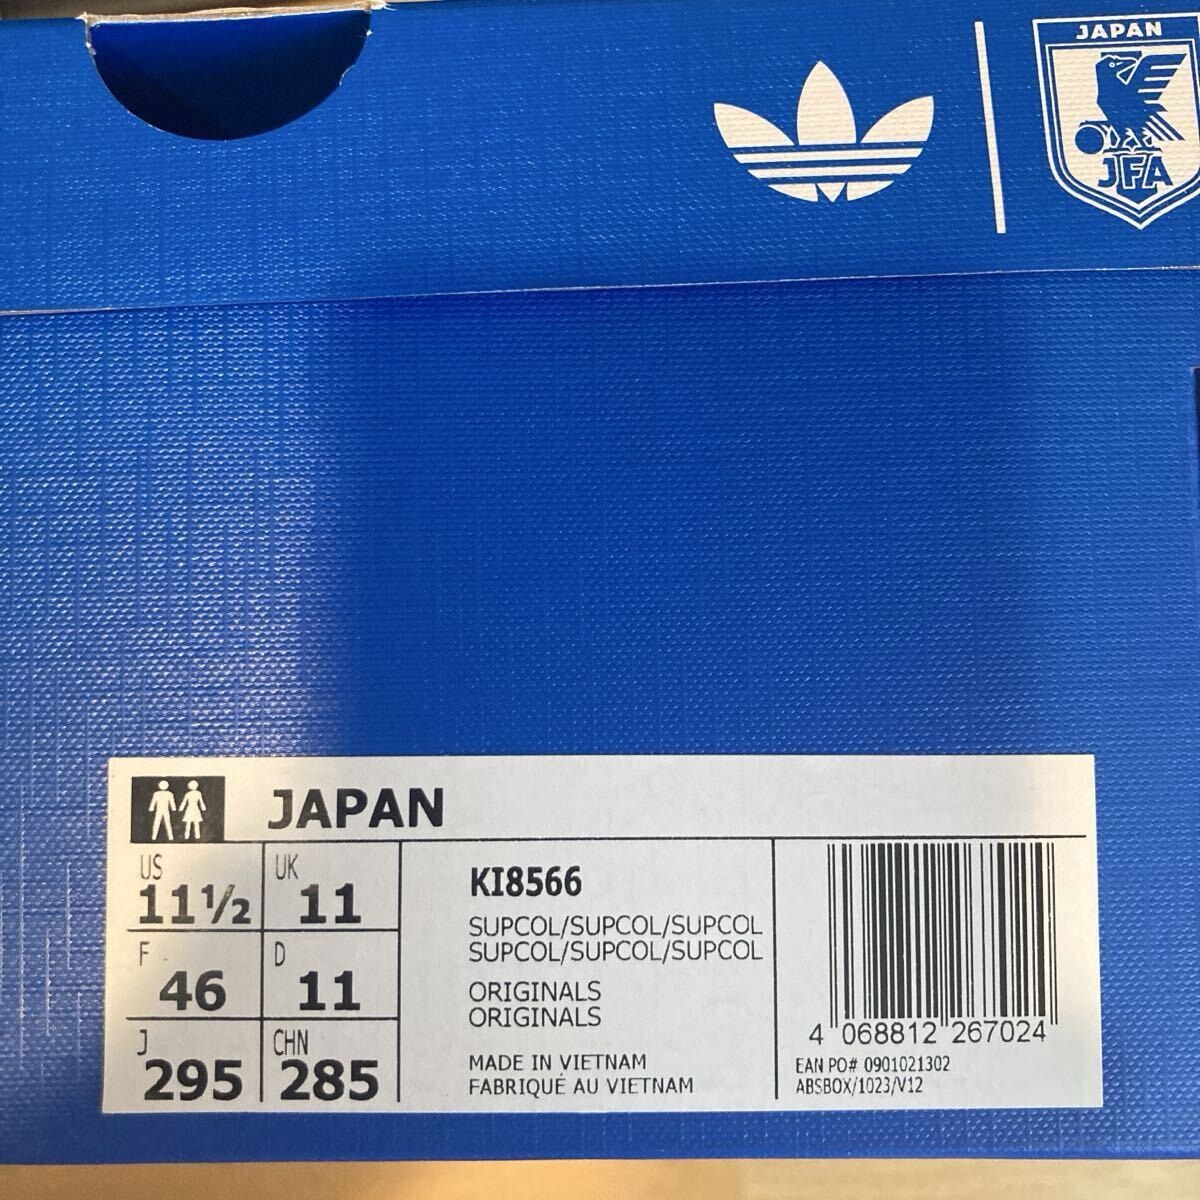 JAPAN
JFA
JAPAN
US
11½
UK
11
F
46
D
11
J
295
CHN
285
KI8566
SUPCOL/SUPCOL/SUPCOL
SUPCOL/SUPCOL/SUPCOL
ORIGINALS
ORIGINALS
MADE IN VIETNAM
FABRIQUÉ AU VIETNAM
4 068812 267024
EAN PO# 0901021302
ABSBOX/1023/V12